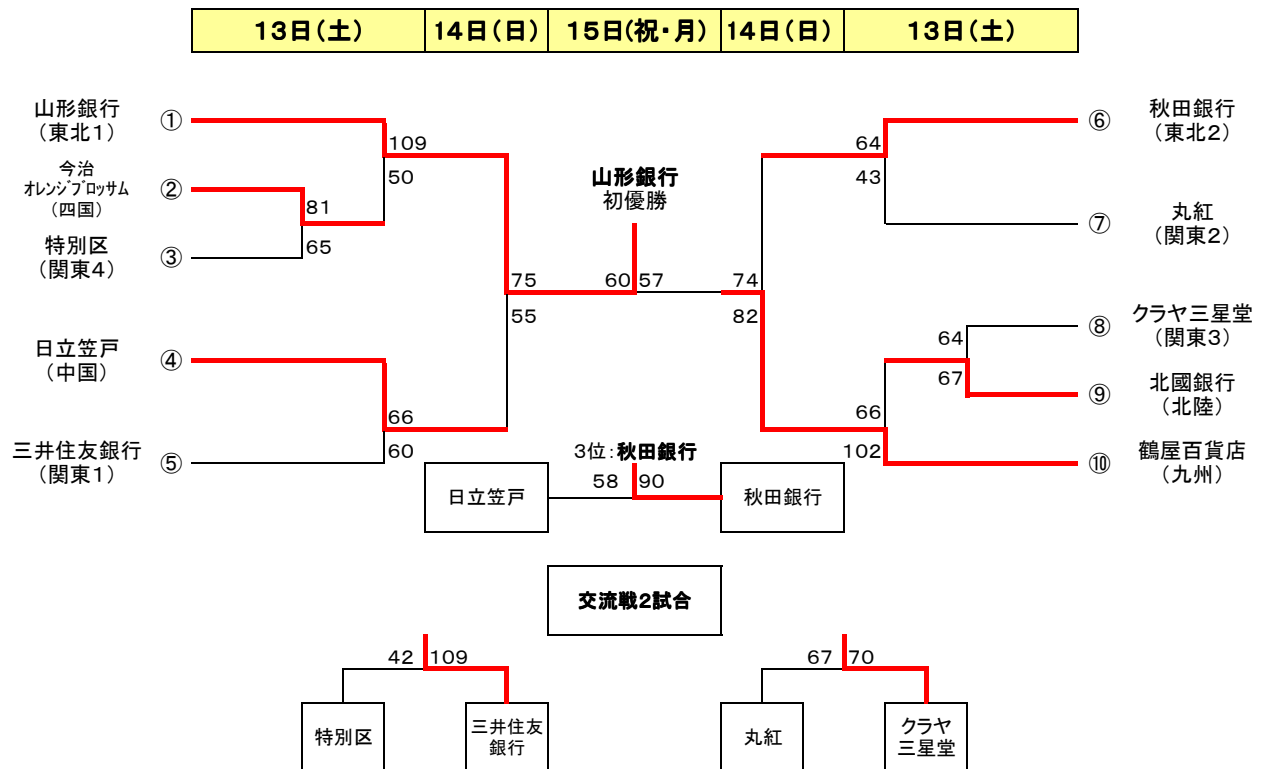 13日(土) 14日(日) 15日(祝・月) 14日(日) 13日(土)
山形銀行
(東北1)
①
109
50
今治
オレンジブロッサム
(四国)
②
81
65
特別区
(関東4)
③
75
55
日立笠戸
(中国)
④
66
60
三井住友銀行
(関東1)
⑤
山形銀行
初優勝
60 57
秋田銀行
(東北2)
⑥
64
43
丸紅
(関東2)
⑦
74
82
クラヤ三星堂
(関東3)
⑧
64
67
北國銀行
(北陸)
⑨
66
102
鶴屋百貨店
(九州)
⑩
3位:秋田銀行
58 90
日立笠戸
秋田銀行
交流戦2試合
42 109
特別区
三井住友
銀行
67 70
丸紅
クラヤ
三星堂